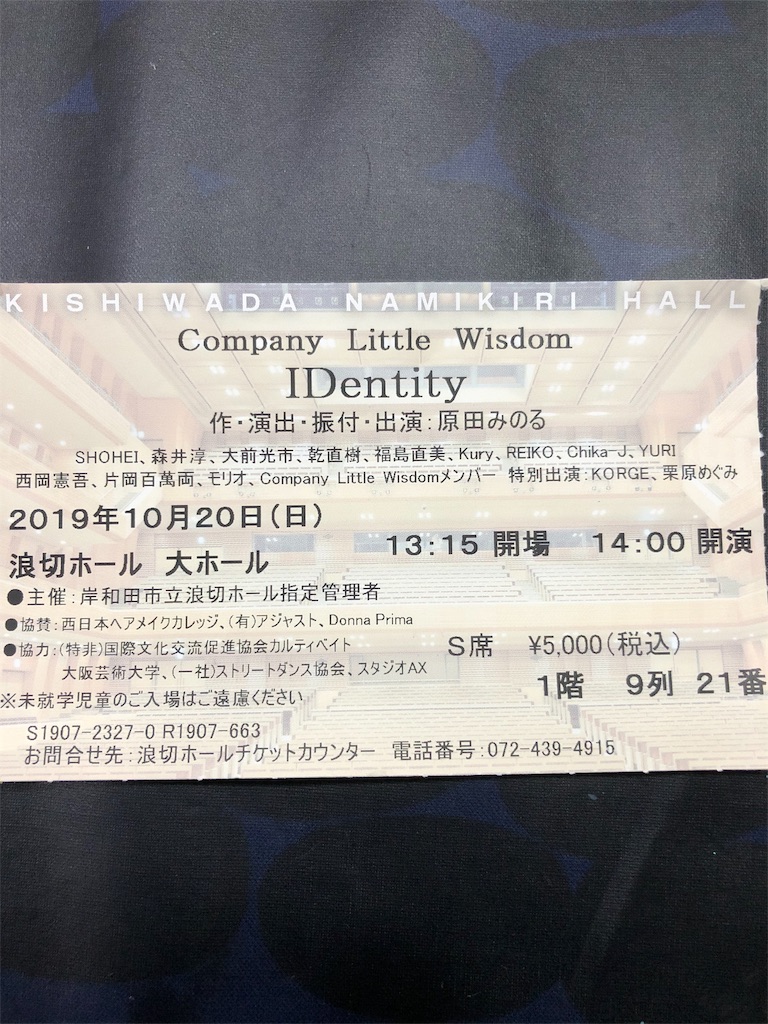 KISHIWADA NAMIKIRI HALL
Company Little Wisdom
IDentity
作・演出・振付・出演：原田みのる
SHOHEI、森井淳、大前光市、乾直樹、福島直美、Kury、REIKO、Chika-J、YURI
西岡憲吾、片岡百萬両、モリオ、Company Little Wisdomメンバー 特別出演：KORGE、栗原めぐみ
2019年10月20日（日）
13:15 開場 14:00 開演
浪切ホール 大ホール
●主催：岸和田市立浪切ホール指定管理者
●協賛：西日本ヘアメイクカレッジ、（有）アジャスト、Donna Prima
●協力：（特非）国際文化交流促進協会カルティベイト
大阪芸術大学、（一社）ストリートダンス協会、スタジオAX
S席 ¥5,000（税込）
1階 9列 21番
※未就学児童のご入場はご遠慮ください
S1907-2327-0 R1907-663
お問合せ先：浪切ホールチケットカウンター 電話番号：072-439-4915